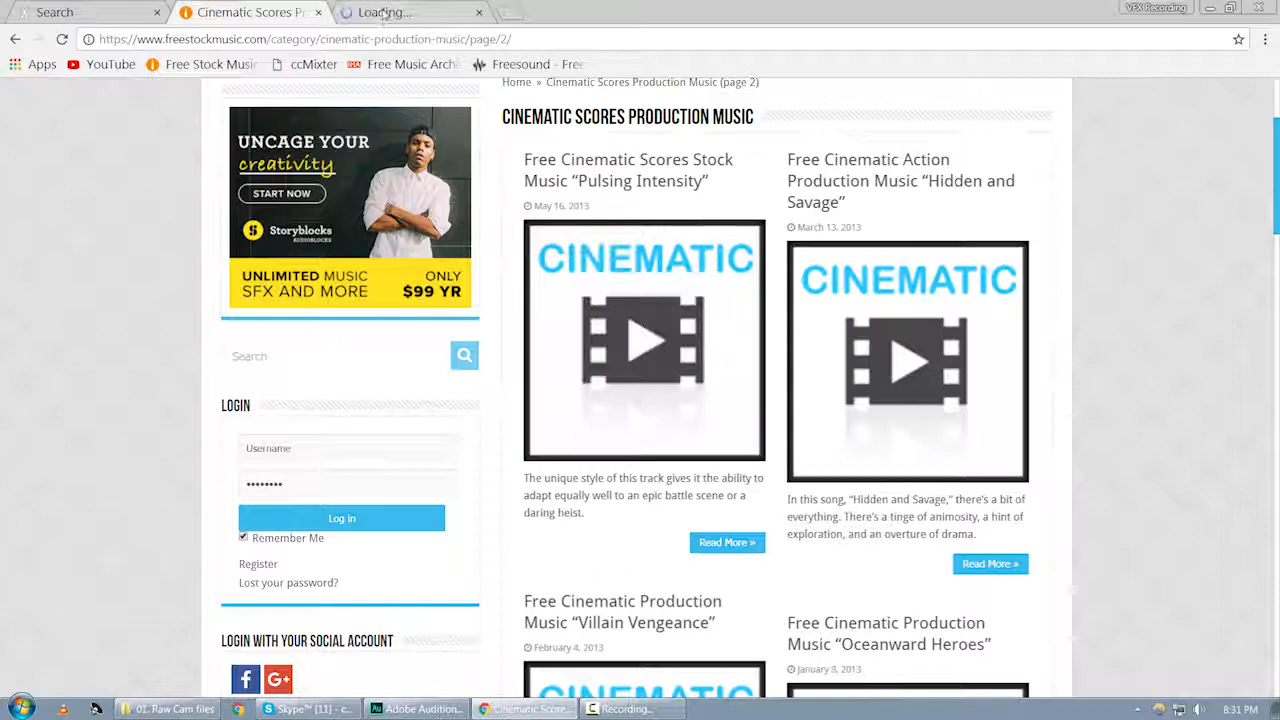 Search
Cinematic Scores P
Loading...
VFX Recording
https://www.freestockmusic.com/category/cinematic-production-music/page/2/
Apps
YouTube
Free Stock Musi
ccMixter
Free Music Archi
Freesound - Free
Home » Cinematic Scores Production Music (page 2)
CINEMATIC SCORES PRODUCTION MUSIC
UNCAGE YOUR
creativity
START NOW
Storyblocks
AUDIOBLOCKS
UNLIMITED MUSIC
SFX AND MORE
ONLY
$99 YR
Search
LOGIN
Username
Log in
Remember Me
Register
Lost your password?
LOGIN WITH YOUR SOCIAL ACCOUNT
f
G+
Free Cinematic Scores Stock
Music “Pulsing Intensity”
May 16, 2013
CINEMATIC
The unique style of this track gives it the ability to
adapt equally well to an epic battle scene or a
daring heist.
Read More »
Free Cinematic Action
Production Music “Hidden and
Savage”
March 13, 2013
CINEMATIC
In this song, “Hidden and Savage,” there’s a bit of
everything. There’s a tinge of animosity, a hint of
exploration, and an overture of drama.
Read More »
Free Cinematic Production
Music “Villain Vengeance”
February 4, 2013
CINEMATIC
Free Cinematic Production
Music “Oceanward Heroes”
January 8, 2013
01. Raw Cam files
Skype™ [11] - c...
Adobe Audition...
Cinematic Score...
Recording...
8:31 PM